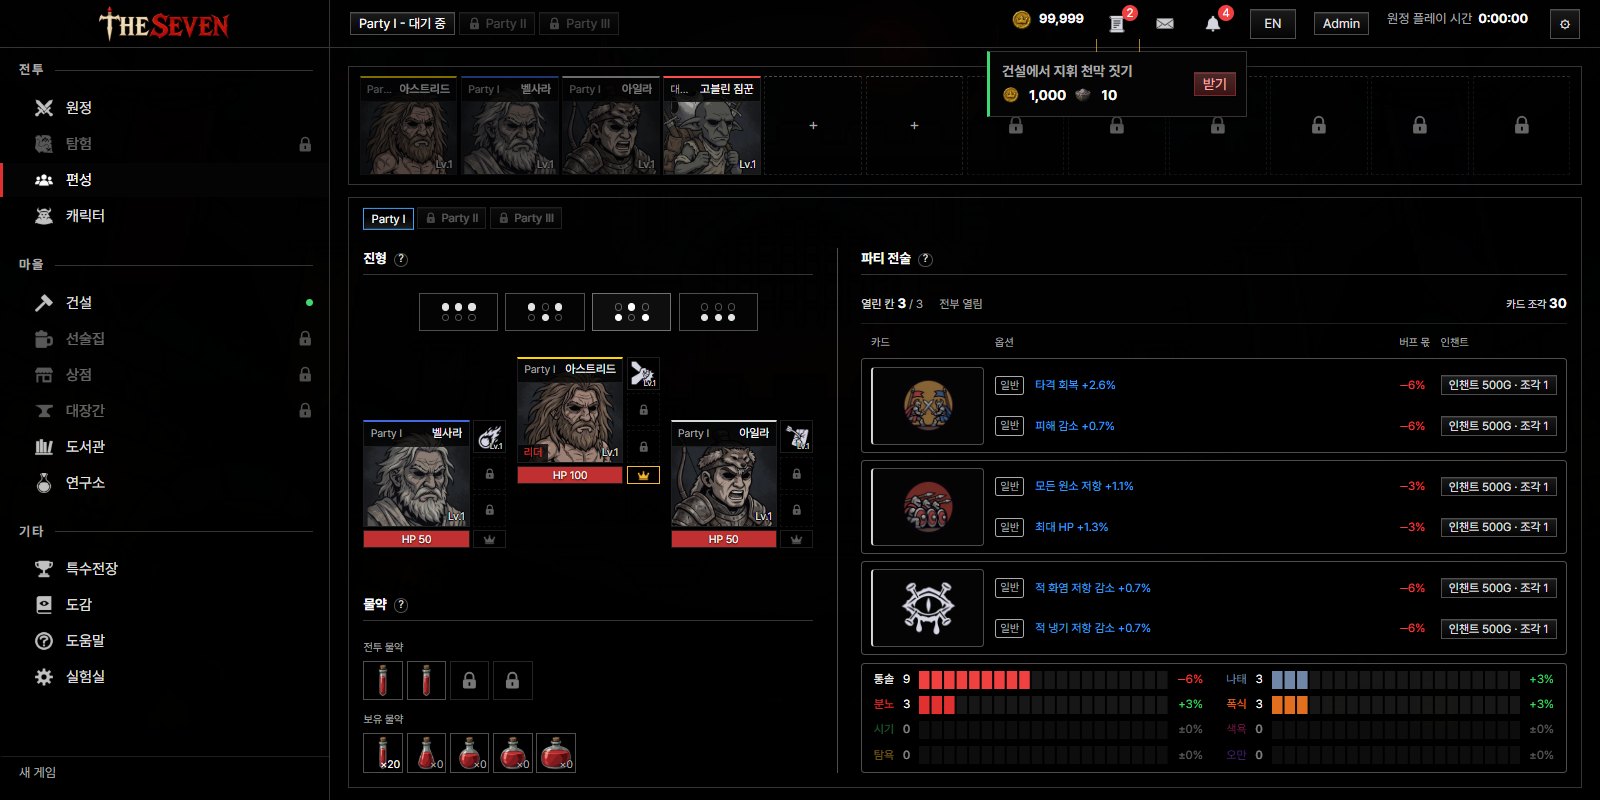 THE SEVEN
Party I - 대기 중
Party II
Party III
99,999
2
4
EN
Admin
원정 플레이 시간 0:00:00
건설에서 지휘 천막 짓기
1,000 10
받기
전투
원정
탐험
편성
캐릭터
마을
건설
선술집
상점
대장간
도서관
연구소
기타
특수전장
도감
도움말
실험실
새 게임
Par... 아스트리드
Lv.1
Party I 벨사라
Lv.1
Party I 아일라
Lv.1
대... 고블린 짐꾼
Lv.1
+
+
Party I
Party II
Party III
진형 ?
Party I 아스트리드
리더 Lv.1
HP 100
Lv.1
Party I 벨사라
Lv.1
HP 50
Lv.1
Party I 아일라
Lv.1
HP 50
Lv.1
물약 ?
전투 물약
보유 물약
×20
×0
×0
×0
×0
파티 전술 ?
열린 칸 3 / 3 전부 열림
카드 조각 30
카드 옵션 버프 몫 인챈트
일반 타격 회복 +2.6% −6% 인챈트 500G · 조각 1
일반 피해 감소 +0.7% −6% 인챈트 500G · 조각 1
일반 모든 원소 저항 +1.1% −3% 인챈트 500G · 조각 1
일반 최대 HP +1.3% −3% 인챈트 500G · 조각 1
일반 적 화염 저항 감소 +0.7% −6% 인챈트 500G · 조각 1
일반 적 냉기 저항 감소 +0.7% −6% 인챈트 500G · 조각 1
통솔 9 −6% 나태 3 +3%
분노 3 +3% 폭식 3 +3%
시기 0 ±0% 색욕 0 ±0%
탐욕 0 ±0% 오만 0 ±0%